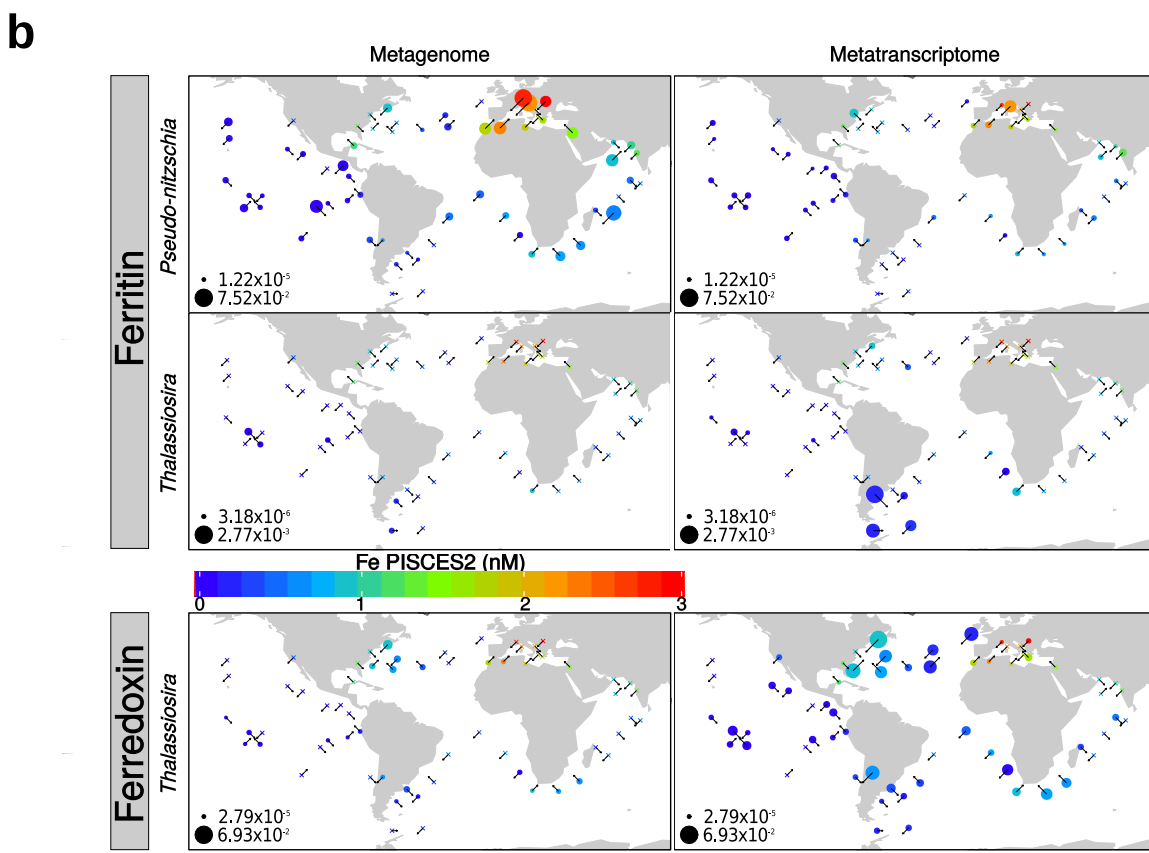 b
Metagenome
Metatranscriptome
Ferritin
Pseudo-nitzschia
1.22x10⁻⁵
7.52x10⁻²
1.22x10⁻⁵
7.52x10⁻²
Thalassiosira
3.18x10⁻⁶
2.77x10⁻³
3.18x10⁻⁶
2.77x10⁻³
Fe PISCES2 (nM)
0 1 2 3
Ferredoxin
Thalassiosira
2.79x10⁻⁵
6.93x10⁻²
2.79x10⁻⁵
6.93x10⁻²